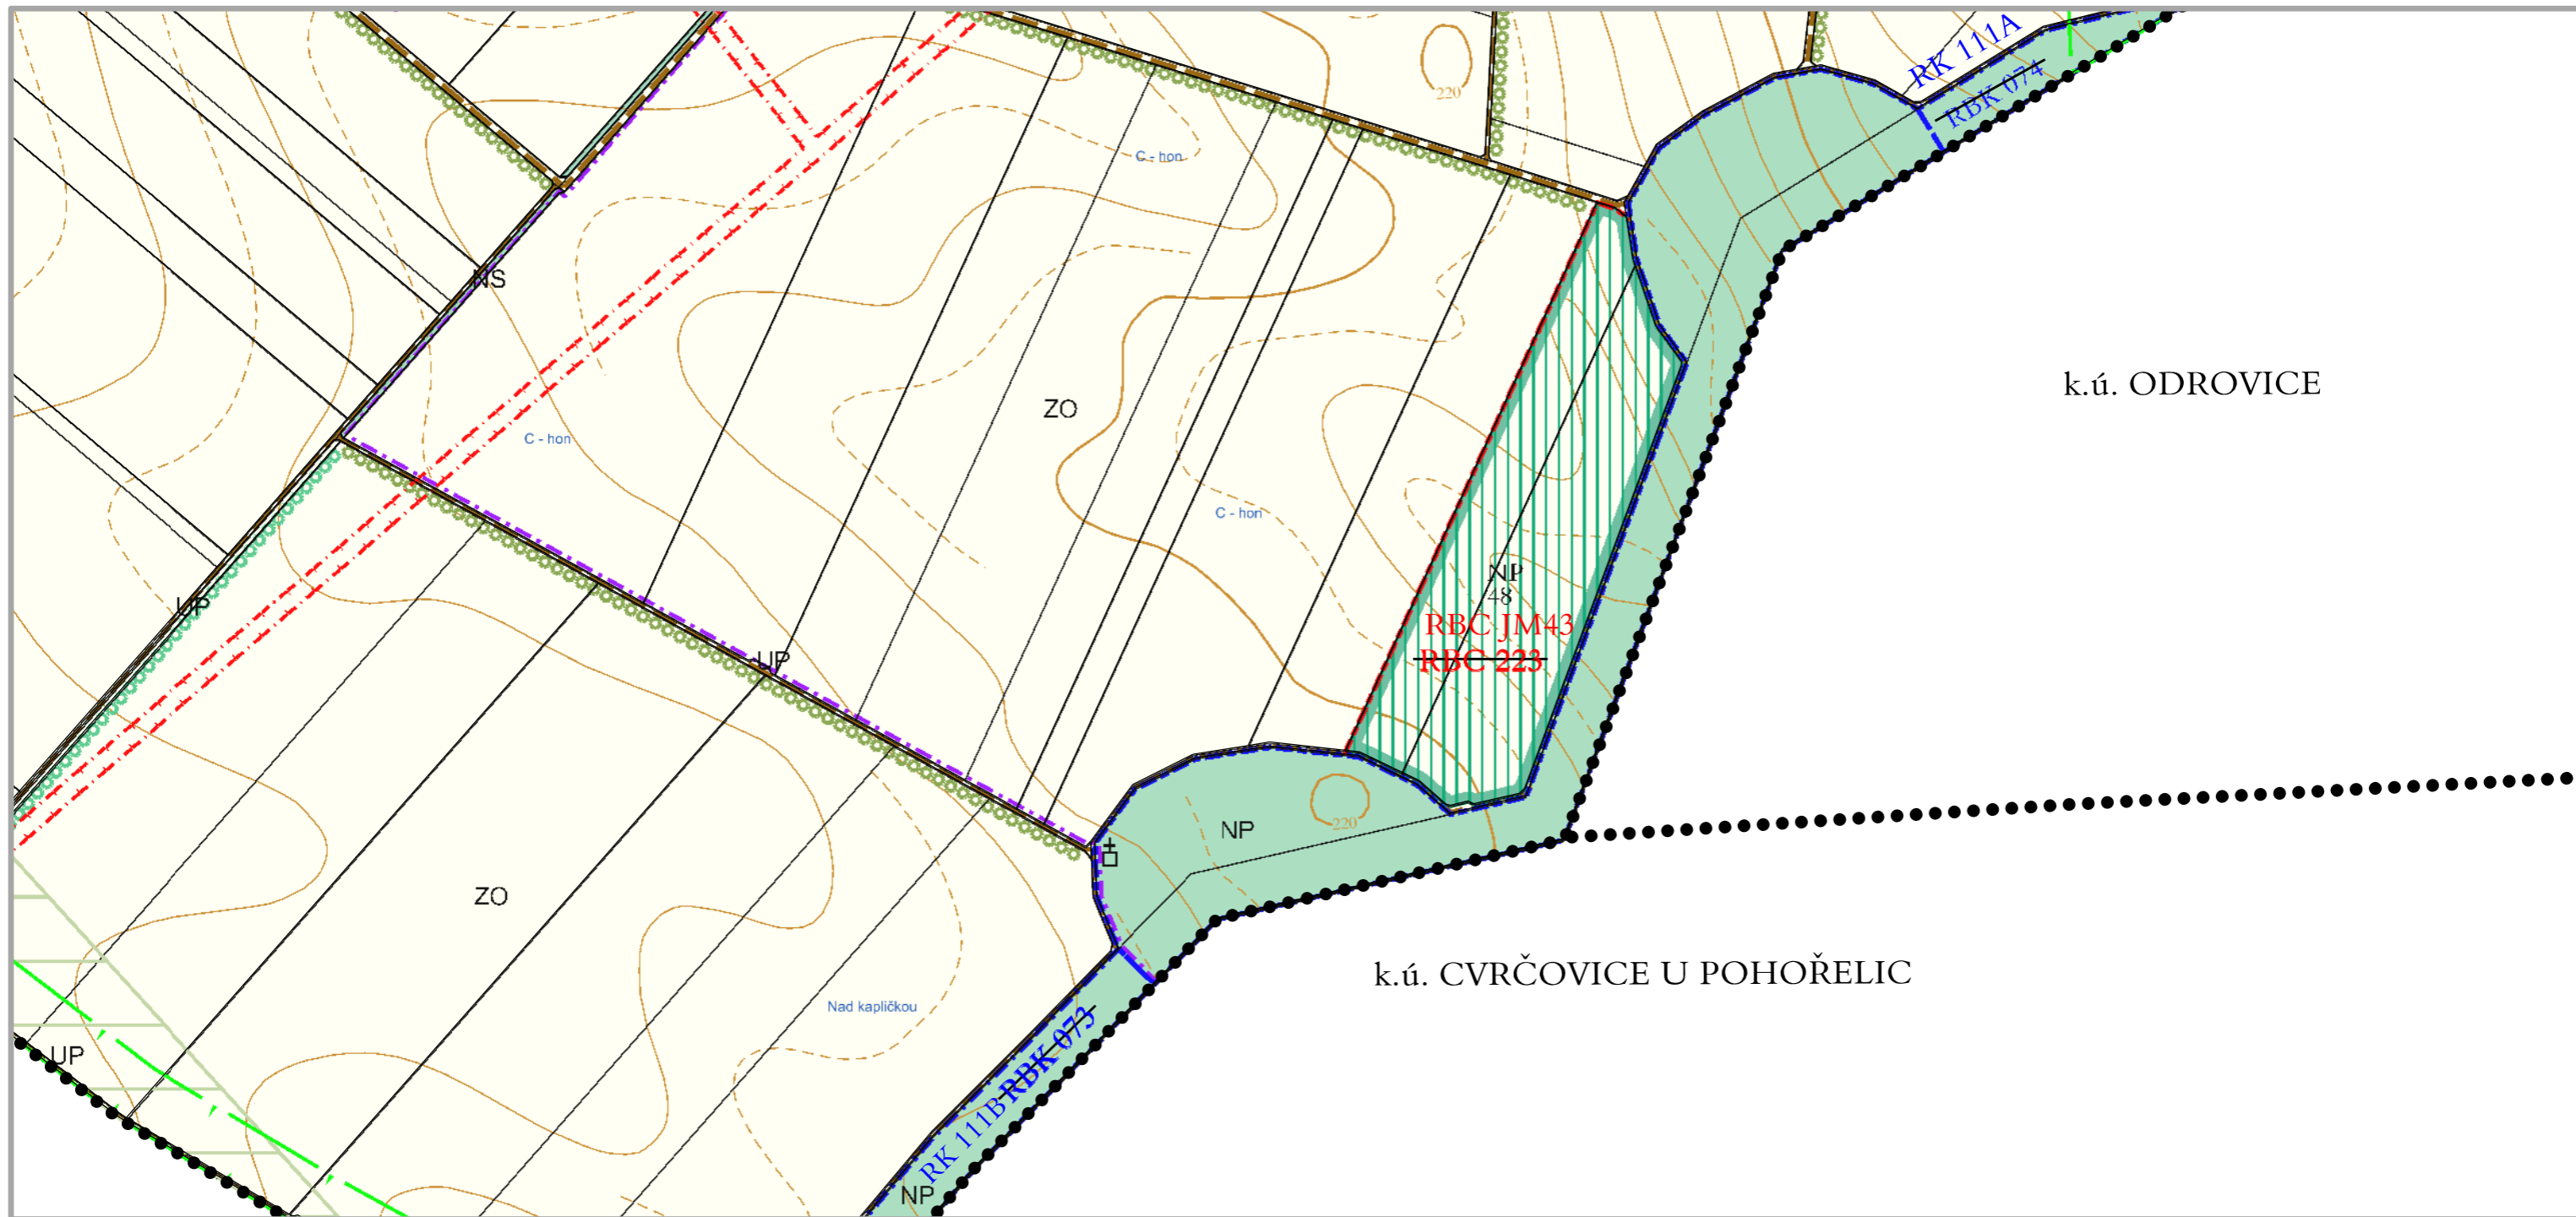 RK 111A
RBK 074
220
C - hon
NS
k.ú. ODROVICE
ZO
C - hon
C - hon
NP
48
UP
RBC JM43
RBC 223
UP
220
NP
ZO
k.ú. CVRČOVICE U POHOŘELIC
Nad kapličkou
RBK 073
UP
RK 111B
NP